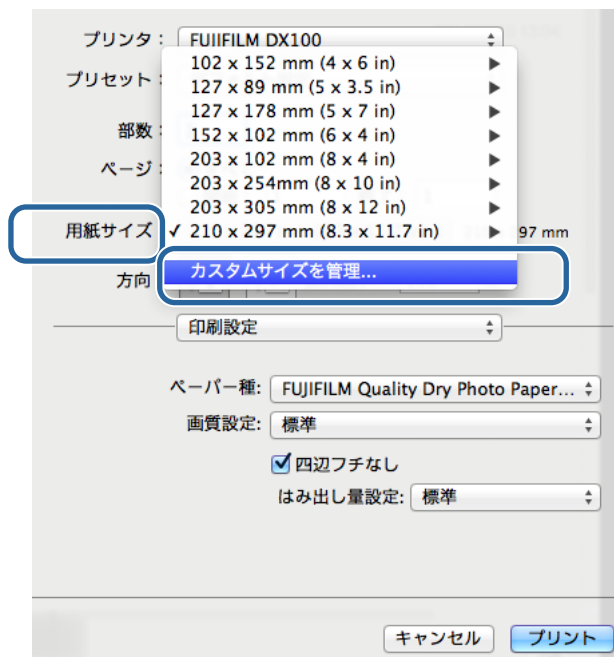 プリンタ： FUJIFILM DX100
102 x 152 mm (4 x 6 in)
プリセット：
127 x 89 mm (5 x 3.5 in)
127 x 178 mm (5 x 7 in)
部数：
152 x 102 mm (6 x 4 in)
203 x 102 mm (8 x 4 in)
ページ：
203 x 254mm (8 x 10 in)
203 x 305 mm (8 x 12 in)
用紙サイズ ✓ 210 x 297 mm (8.3 x 11.7 in) 97 mm
カスタムサイズを管理...
方向
印刷設定
ペーパー種: FUJIFILM Quality Dry Photo Paper...
画質設定: 標準
四辺フチなし
はみ出し量設定: 標準
キャンセル プリント